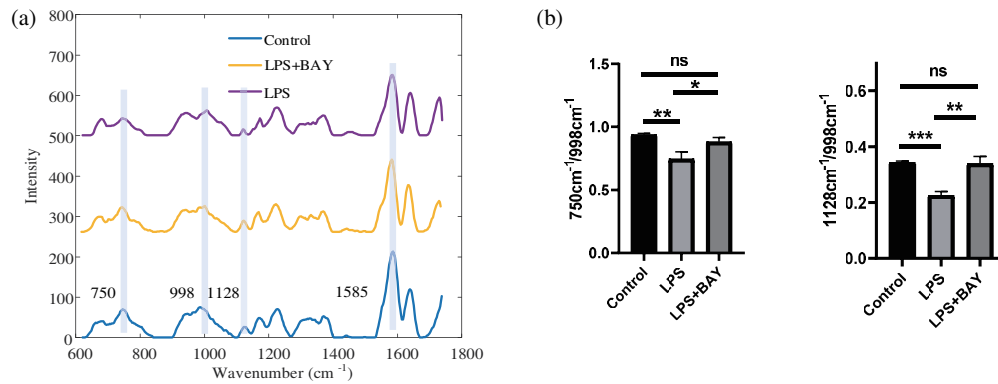 (a)
800
700
600
500
400
300
200
100
0
Intensity
Control
LPS+BAY
LPS
750
998
1128
1585
600
800
1000
1200
1400
1600
1800
Wavenumber (cm⁻¹)
(b)
750cm⁻¹/998cm⁻¹
1.5
1.0
0.5
0.0
ns
*
**
Control
LPS
LPS+BAY
1128cm⁻¹/998cm⁻¹
0.6
0.4
0.2
0.0
ns
**
***
Control
LPS
LPS+BAY